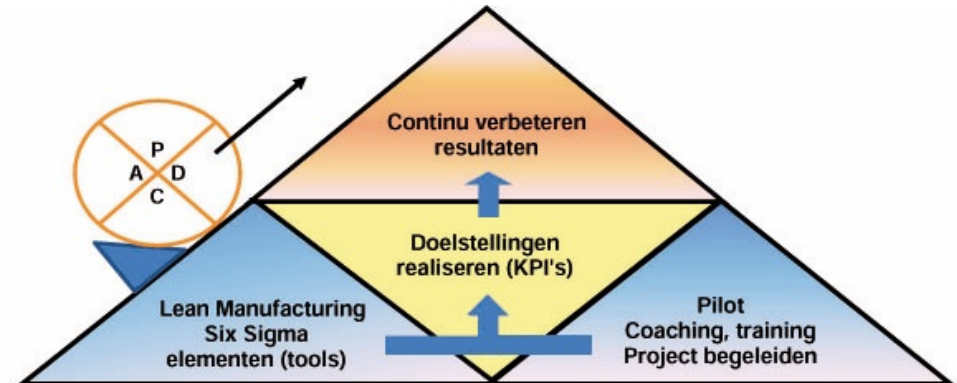 Continu verbeteren
resultaten
P
A D
C
Doelstellingen
realiseren (KPI's)
Lean Manufacturing
Six Sigma
elementen (tools)
Pilot
Coaching, training
Project begeleiden